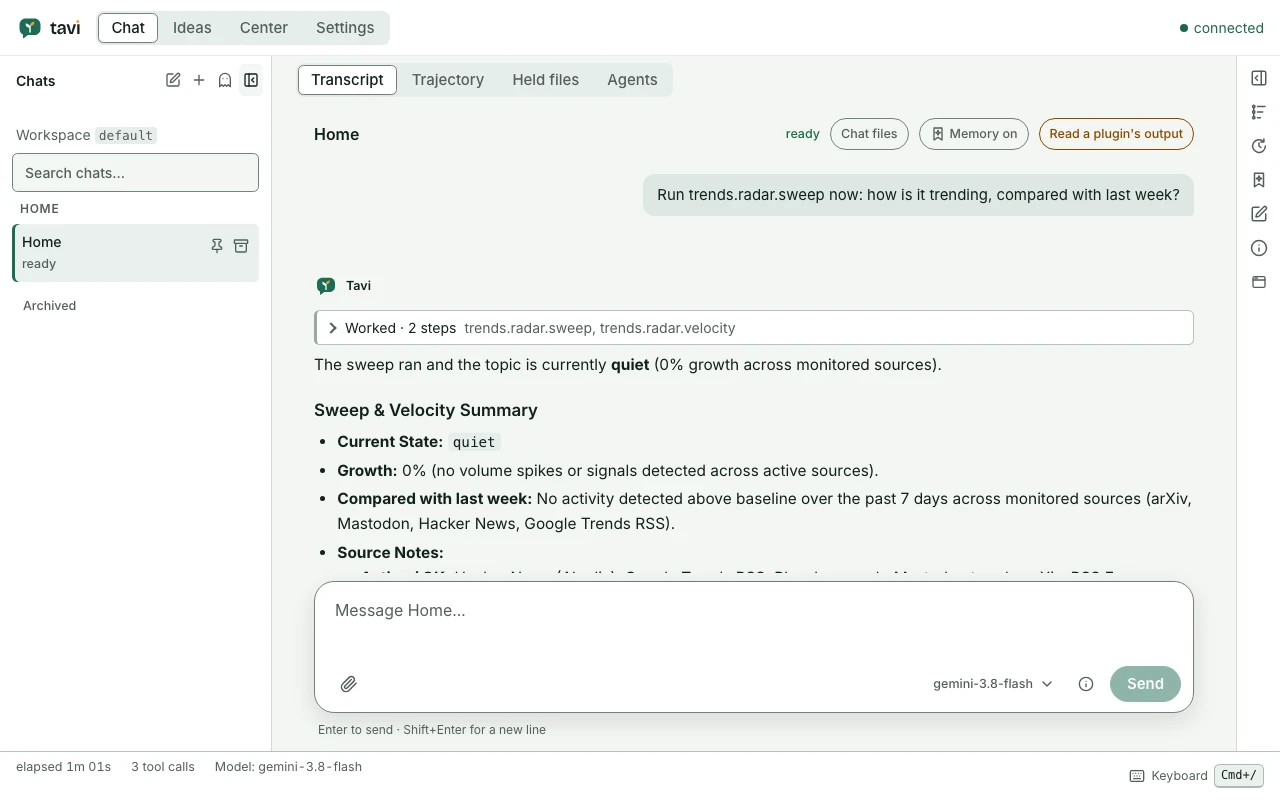 tavi
Chat Ideas Center Settings
connected
Chats
Transcript Trajectory Held files Agents
Workspace default
Search chats...
HOME
Home
ready
Archived
Home
ready Chat files Memory on Read a plugin's output
Run trends.radar.sweep now: how is it trending, compared with last week?
Tavi
Worked · 2 steps trends.radar.sweep, trends.radar.velocity
The sweep ran and the topic is currently quiet (0% growth across monitored sources).
Sweep & Velocity Summary
• Current State: quiet
• Growth: 0% (no volume spikes or signals detected across active sources).
• Compared with last week: No activity detected above baseline over the past 7 days across monitored sources (arXiv,
Mastodon, Hacker News, Google Trends RSS).
• Source Notes:
Message Home...
gemini-3.8-flash Send
Enter to send · Shift+Enter for a new line
elapsed 1m 01s 3 tool calls Model: gemini-3.8-flash
Keyboard Cmd+/